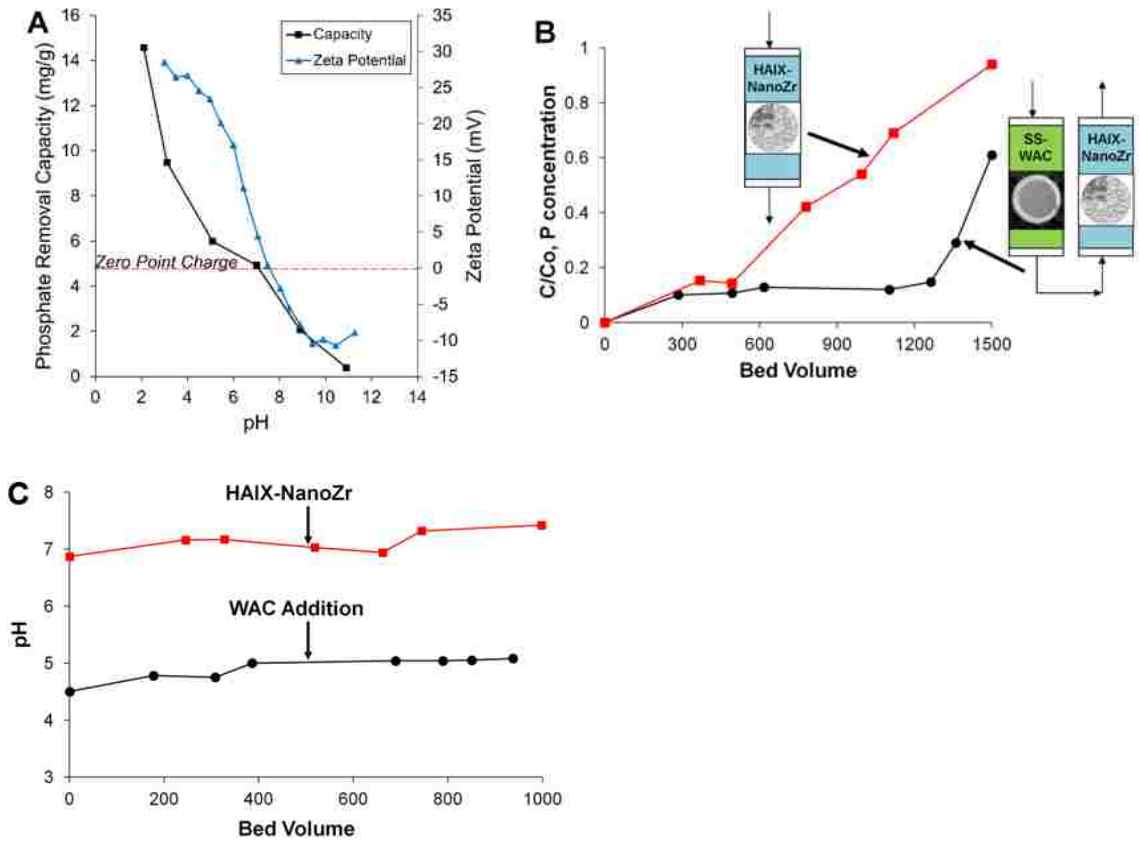 A
Phosphate Removal Capacity (mg/g)
16
14
12
10
8
6
4
2
0
Capacity
Zeta Potential
Zero Point Charge
35
30
25
20
15
10
5
0
-5
-10
-15
Zeta Potential (mV)
0 2 4 6 8 10 12 14
pH
B
C/Co, P concentration
1
0.8
0.6
0.4
0.2
0
HAIX-
NanoZr
SS-
WAC
HAIX-
NanoZr
0 300 600 900 1200 1500
Bed Volume
C
pH
8
7
6
5
4
3
HAIX-NanoZr
WAC Addition
0 200 400 600 800 1000
Bed Volume